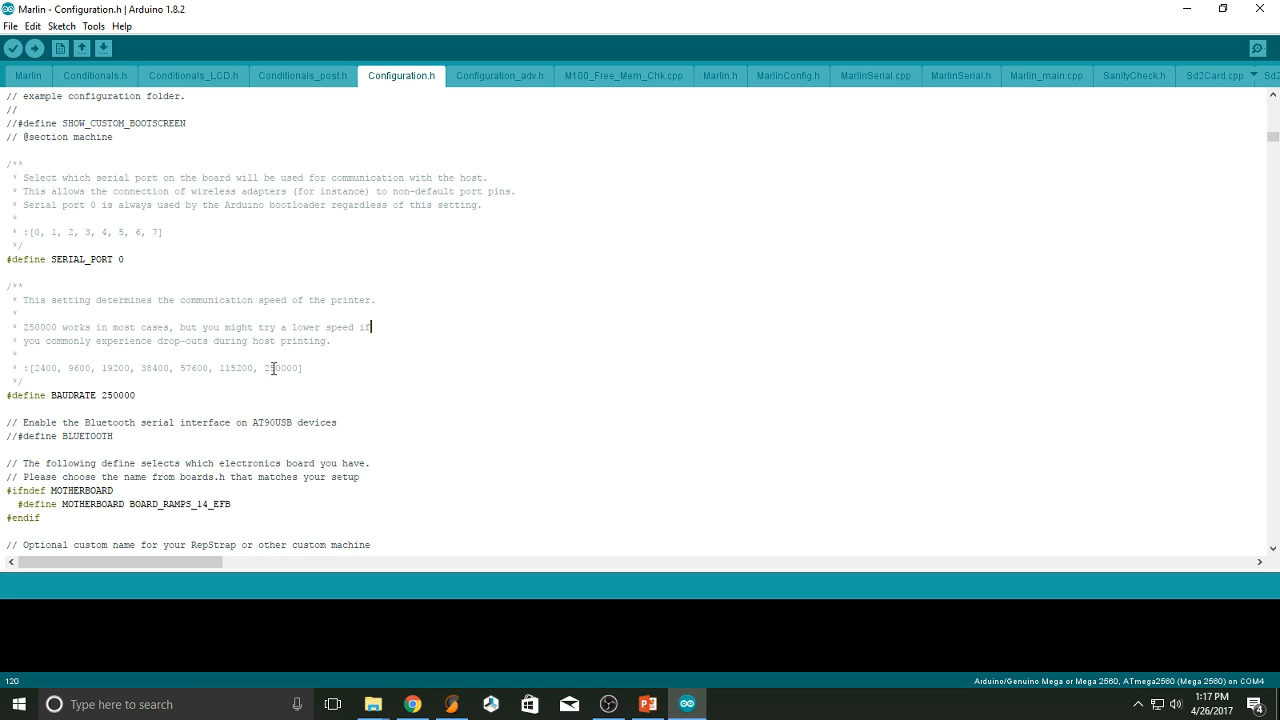 Marlin - Configuration.h | Arduino 1.8.2
File Edit Sketch Tools Help
Marlin Conditionals.h Conditionals_LCD.h Conditionals_post.h Configuration.h Configuration_adv.h M100_Free_Mem_Chk.cpp Marlin.h MarlinConfig.h MarlinSerial.cpp MarlinSerial.h Marlin_main.cpp SanityCheck.h Sd2Card.cpp Sd2
// example configuration folder.
//
//#define SHOW_CUSTOM_BOOTSCREEN
// @section machine
/**
* Select which serial port on the board will be used for communication with the host.
* This allows the connection of wireless adapters (for instance) to non-default port pins.
* Serial port 0 is always used by the Arduino bootloader regardless of this setting.
*
* :[0, 1, 2, 3, 4, 5, 6, 7]
*/
#define SERIAL_PORT 0
/**
* This setting determines the communication speed of the printer.
*
* 250000 works in most cases, but you might try a lower speed if
* you commonly experience drop-outs during host printing.
*
* :[2400, 9600, 19200, 38400, 57600, 115200, 250000]
*/
#define BAUDRATE 250000
// Enable the Bluetooth serial interface on AT90USB devices
//#define BLUETOOTH
// The following define selects which electronics board you have.
// Please choose the name from boards.h that matches your setup
#ifndef MOTHERBOARD
#define MOTHERBOARD BOARD_RAMPS_14_EFB
#endif
// Optional custom name for your RepStrap or other custom machine
120 Arduino/Genuino Mega or Mega 2560, ATmega2560 (Mega 2560) on COM4
Type here to search
1:17 PM
4/26/2017
4